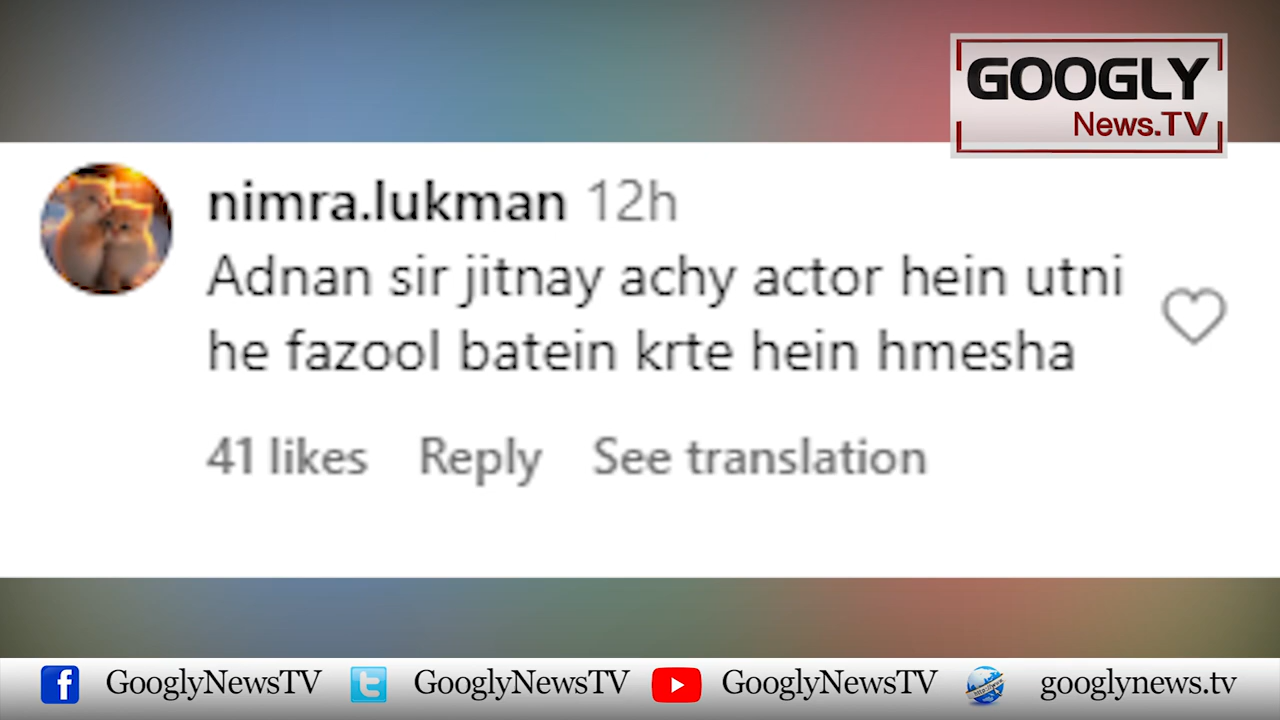 GOOGLY
News.TV
nimra.lukman 12h
Adnan sir jitnay achy actor hein utni
he fazool batein krte hein hmesha
41 likes Reply See translation
GooglyNewsTV GooglyNewsTV GooglyNewsTV googlynews.tv